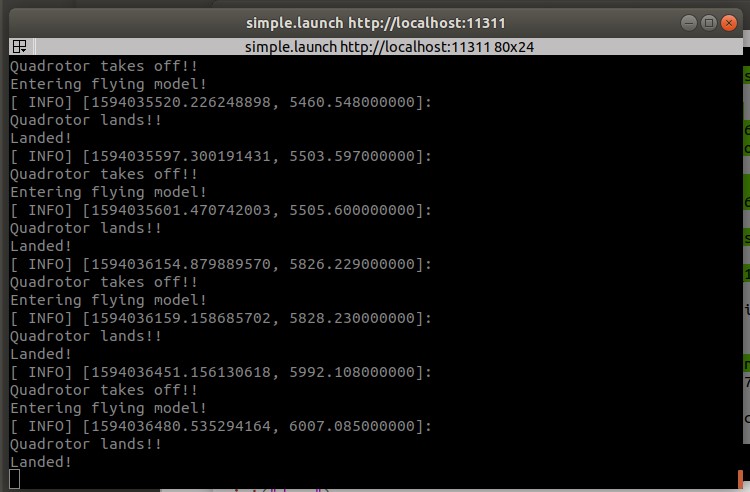 simple.launch http://localhost:11311
simple.launch http://localhost:11311 80x24
Quadrotor takes off!!
Entering flying model!
[ INFO] [1594035520.226248898, 5460.548000000]:
Quadrotor lands!!
Landed!
[ INFO] [1594035597.300191431, 5503.597000000]:
Quadrotor takes off!!
Entering flying model!
[ INFO] [1594035601.470742003, 5505.600000000]:
Quadrotor lands!!
Landed!
[ INFO] [1594036154.879889570, 5826.229000000]:
Quadrotor takes off!!
Entering flying model!
[ INFO] [1594036159.158685702, 5828.230000000]:
Quadrotor lands!!
Landed!
[ INFO] [1594036451.156130618, 5992.108000000]:
Quadrotor takes off!!
Entering flying model!
[ INFO] [1594036480.535294164, 6007.085000000]:
Quadrotor lands!!
Landed!